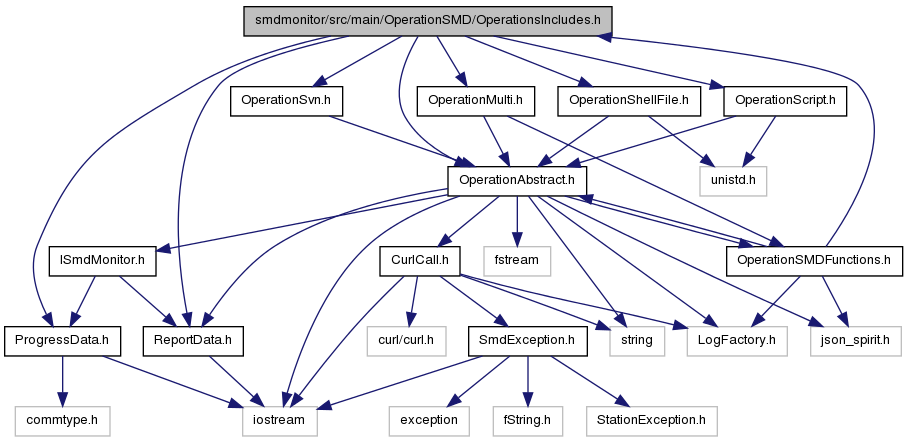 smdmonitor/src/main/OperationSMD/OperationsIncludes.h
OperationSvn.h
OperationMulti.h
OperationShellFile.h
OperationScript.h
OperationAbstract.h
unistd.h
ISmdMonitor.h
CurlCall.h
fstream
OperationSMDFunctions.h
ProgressData.h
ReportData.h
curl/curl.h
SmdException.h
string
LogFactory.h
json_spirit.h
commtype.h
iostream
exception
fString.h
StationException.h